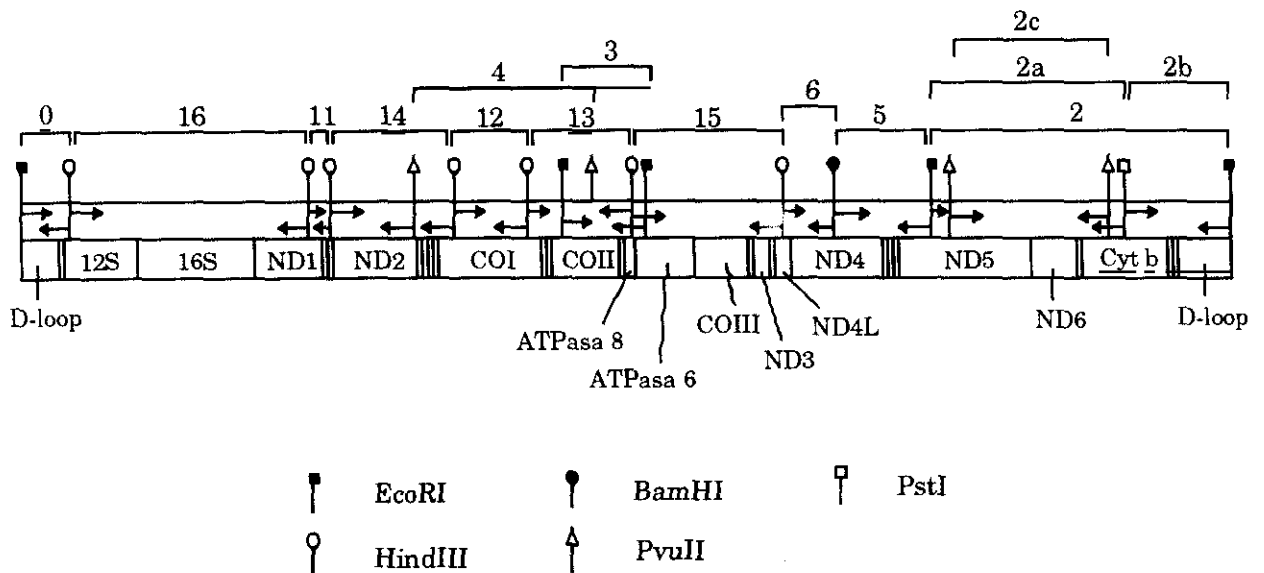 2c
3
2a
2b
4
6
0
16
11
14
12
13
15
5
2
12S
16S
ND1
ND2
COI
COII
ND4
ND5
Cyt b
D-loop
ATPasa 8
ATPasa 6
COIII
ND3
ND4L
ND6
D-loop
EcoRI
BamHI
PstI
HindIII
PvuII